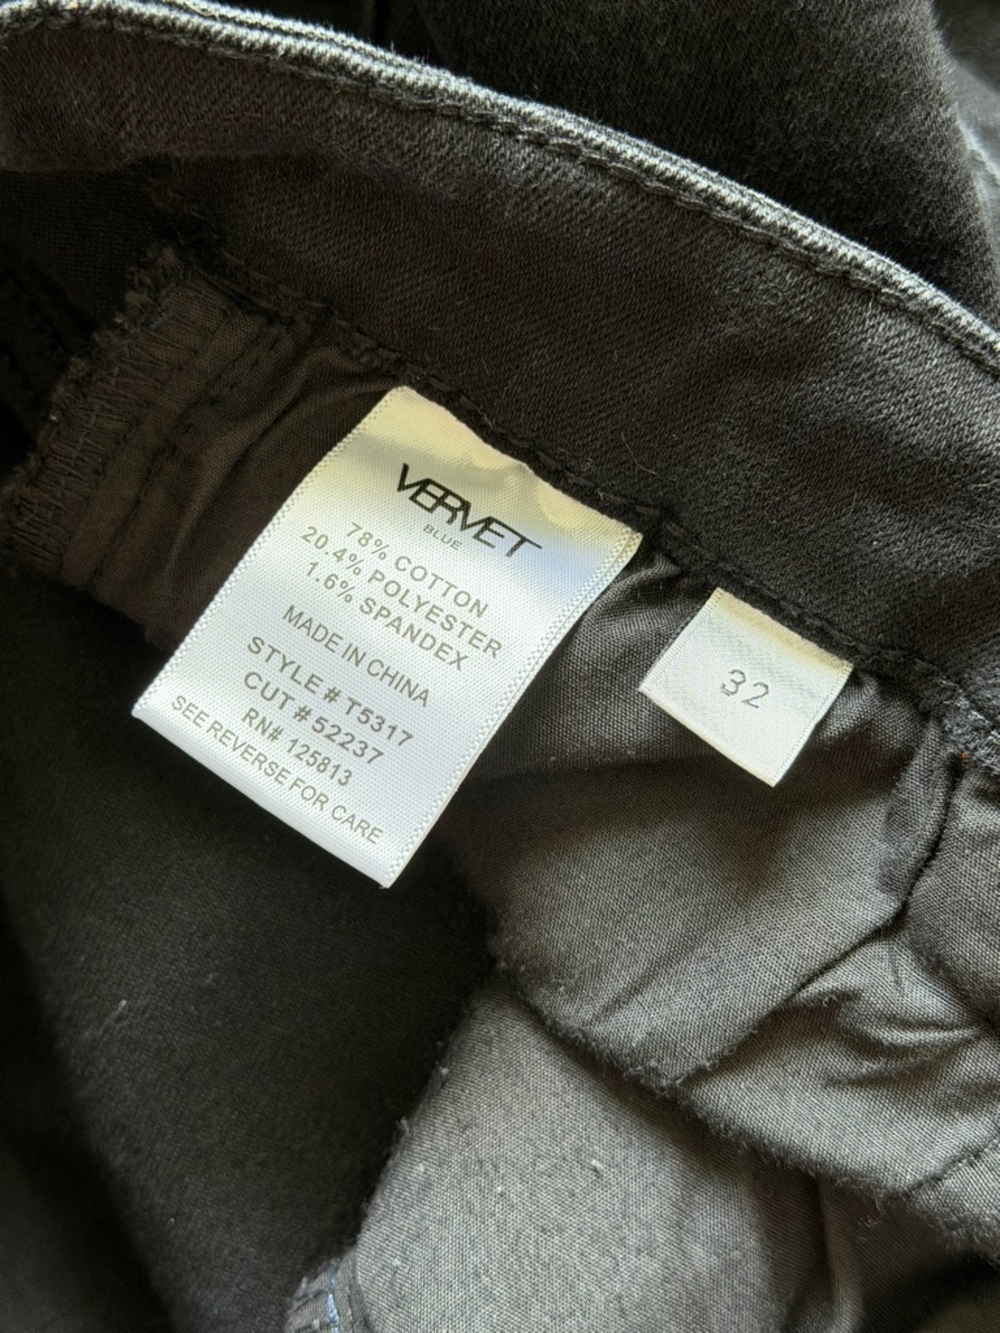 VERVET
BLUE
78% COTTON
20.4% POLYESTER
1.6% SPANDEX
MADE IN CHINA
STYLE # T5317
CUT # 52237
RN# 125813
SEE REVERSE FOR CARE
32